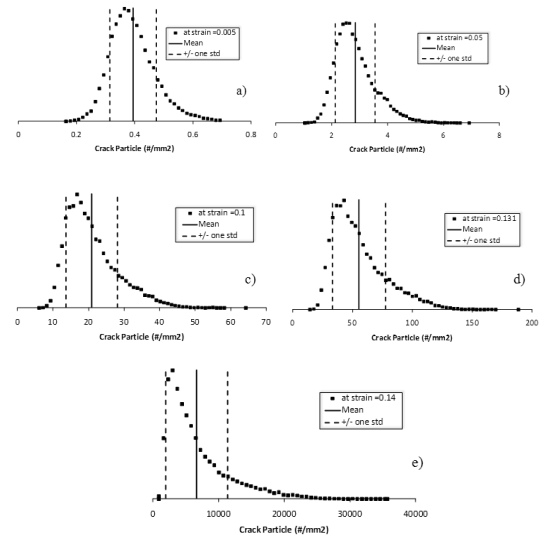 at strain =0.005
Mean
+/- one std
a)
0
0.2
0.4
0.6
0.8
Crack Particle (#/mm2)
at strain =0.05
Mean
+/- one std
b)
0
2
4
6
8
Crack Particle (#/mm2)
at strain =0.1
Mean
+/- one std
c)
0
10
20
30
40
50
60
70
Crack Particle (#/mm2)
at strain =0.131
Mean
+/- one std
d)
0
50
100
150
200
Crack Particle (#/mm2)
at strain =0.14
Mean
+/- one std
e)
0
10000
20000
30000
40000
Crack Particle (#/mm2)